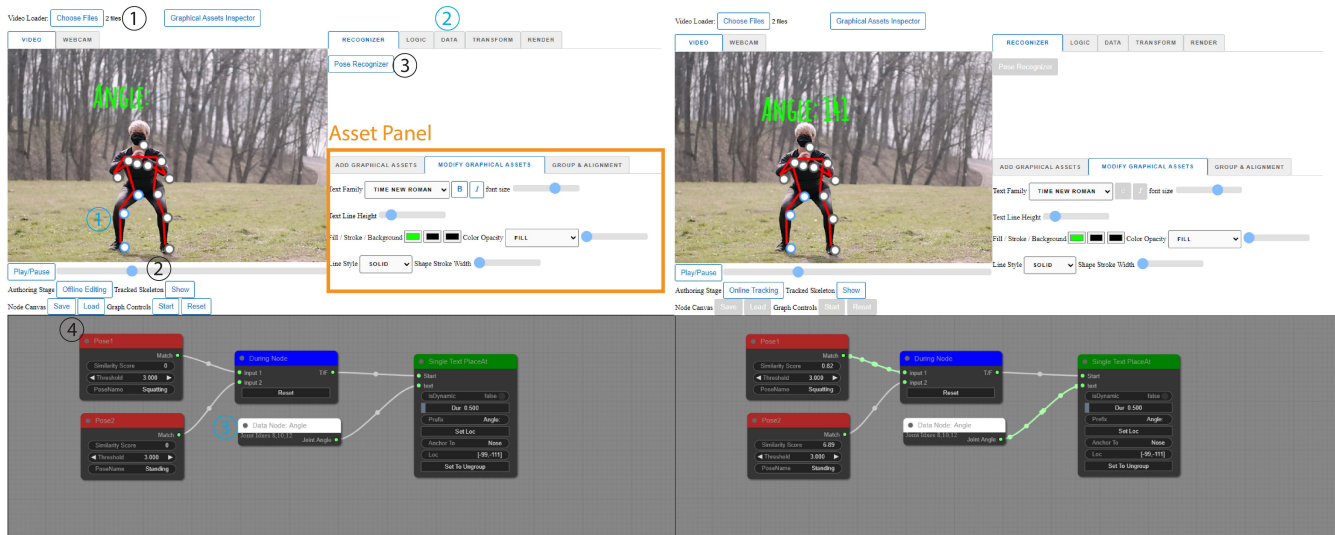 Video Loader: Choose Files 2 files 1 Graphical Assets Inspector
2
VIDEO WEBCAM
RECOGNIZER LOGIC DATA TRANSFORM RENDER
Pose Recognizer 3
ANGLE:
Asset Panel
ADD GRAPHICAL ASSETS MODIFY GRAPHICAL ASSETS GROUP & ALIGNMENT
Text Family TIME NEW ROMAN B I font size
Text Line Height
1
Fill / Stroke / Background Color Opacity FILL
Line Style SOLID Shape Stroke Width
Play/Pause 2
Authoring Stage Offline Editing Tracked Skeleton Show
Node Canvas Save Load Graph Controls Start Reset
4
Pose1
Match
Similarity Score 0
Threshold 3.000
PoseName Squatting
Pose2
Match
Similarity Score 0
Threshold 3.000
PoseName Standing
During Node
input 1 T/F
input 2
Reset
3
Data Node: Angle
Joint Idxes 8,10,12
Joint Angle
Single Text PlaceAt
Start
text
isDynamic false
Dur 0.500
Prefix Angle:
Set Loc
Anchor To Nose
Loc [-99,-111]
Set To Ungroup
Video Loader: Choose Files 2 files Graphical Assets Inspector
VIDEO WEBCAM
RECOGNIZER LOGIC DATA TRANSFORM RENDER
Pose Recognizer
ANGLE: 141
ADD GRAPHICAL ASSETS MODIFY GRAPHICAL ASSETS GROUP & ALIGNMENT
Text Family TIME NEW ROMAN B I font size
Text Line Height
Fill / Stroke / Background Color Opacity FILL
Line Style SOLID Shape Stroke Width
Play/Pause
Authoring Stage Online Tracking Tracked Skeleton Show
Node Canvas Save Load Graph Controls Start Reset
Pose1
Match
Similarity Score 0.82
Threshold 3.000
PoseName Squatting
Pose2
Match
Similarity Score 6.89
Threshold 3.000
PoseName Standing
During Node
input 1 T/F
input 2
Reset
Data Node: Angle
Joint Idxes 8,10,12
Joint Angle
Single Text PlaceAt
Start
text
isDynamic false
Dur 0.500
Prefix Angle
Set Loc
Anchor To Nose
Loc [-99,-111]
Set To Ungroup